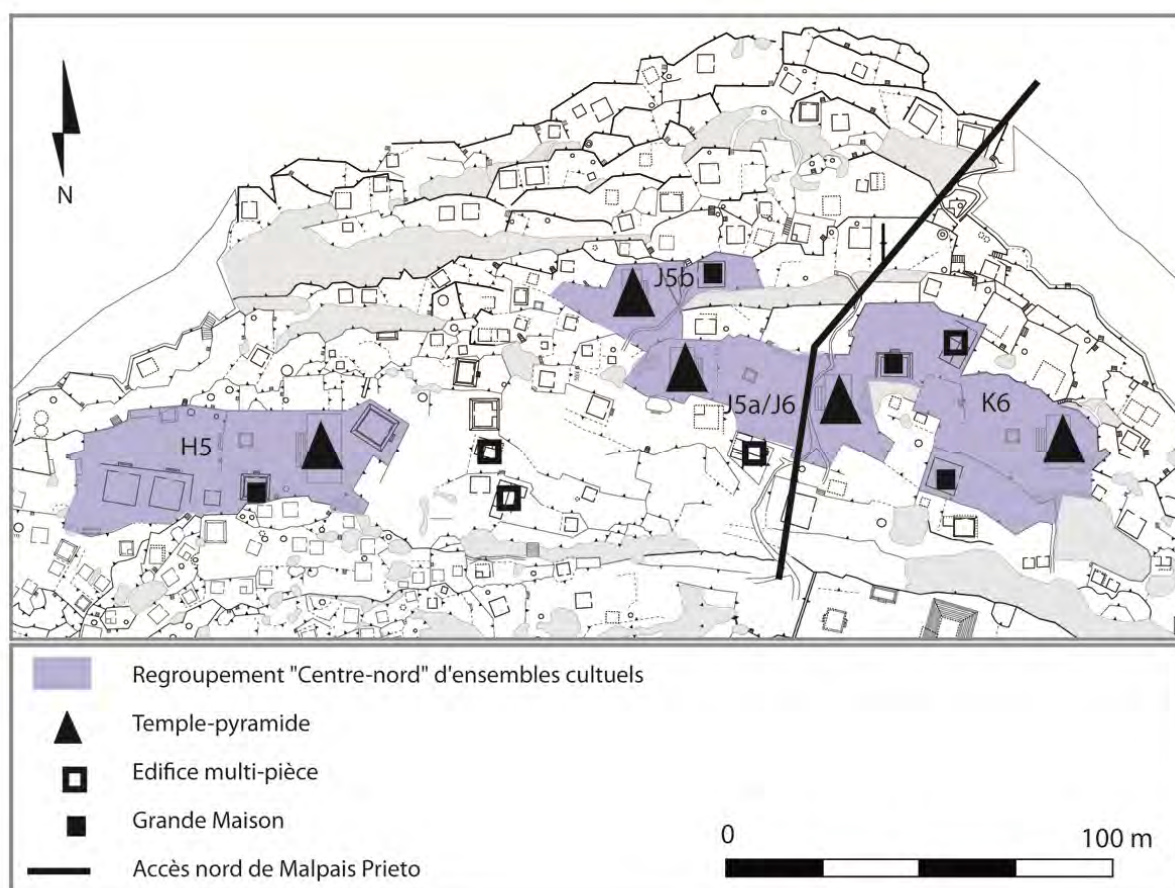 N
J5b
J5a/J6
K6
H5
Regroupement "Centre-nord" d'ensembles cultuels
Temple-pyramide
Edifice multi-pièce
Grande Maison
Accès nord de Malpais Prieto
0
100 m